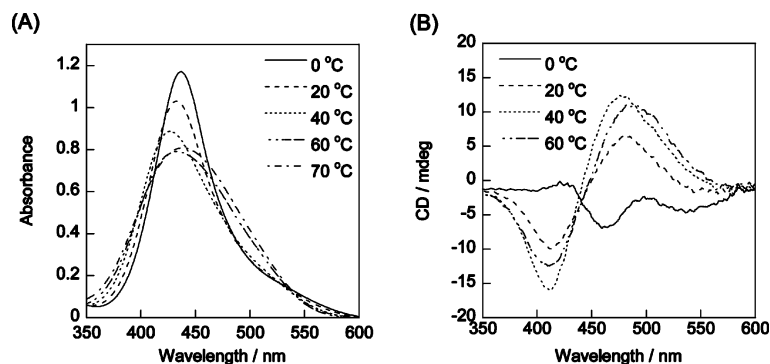 (A)
Absorbance
1.2
1
0.8
0.6
0.4
0.2
0
350 400 450 500 550 600
Wavelength / nm
0 °C
20 °C
40 °C
60 °C
70 °C
(B)
CD / mdeg
20
15
10
5
0
-5
-10
-15
-20
350 400 450 500 550 600
Wavelength / nm
0 °C
20 °C
40 °C
60 °C